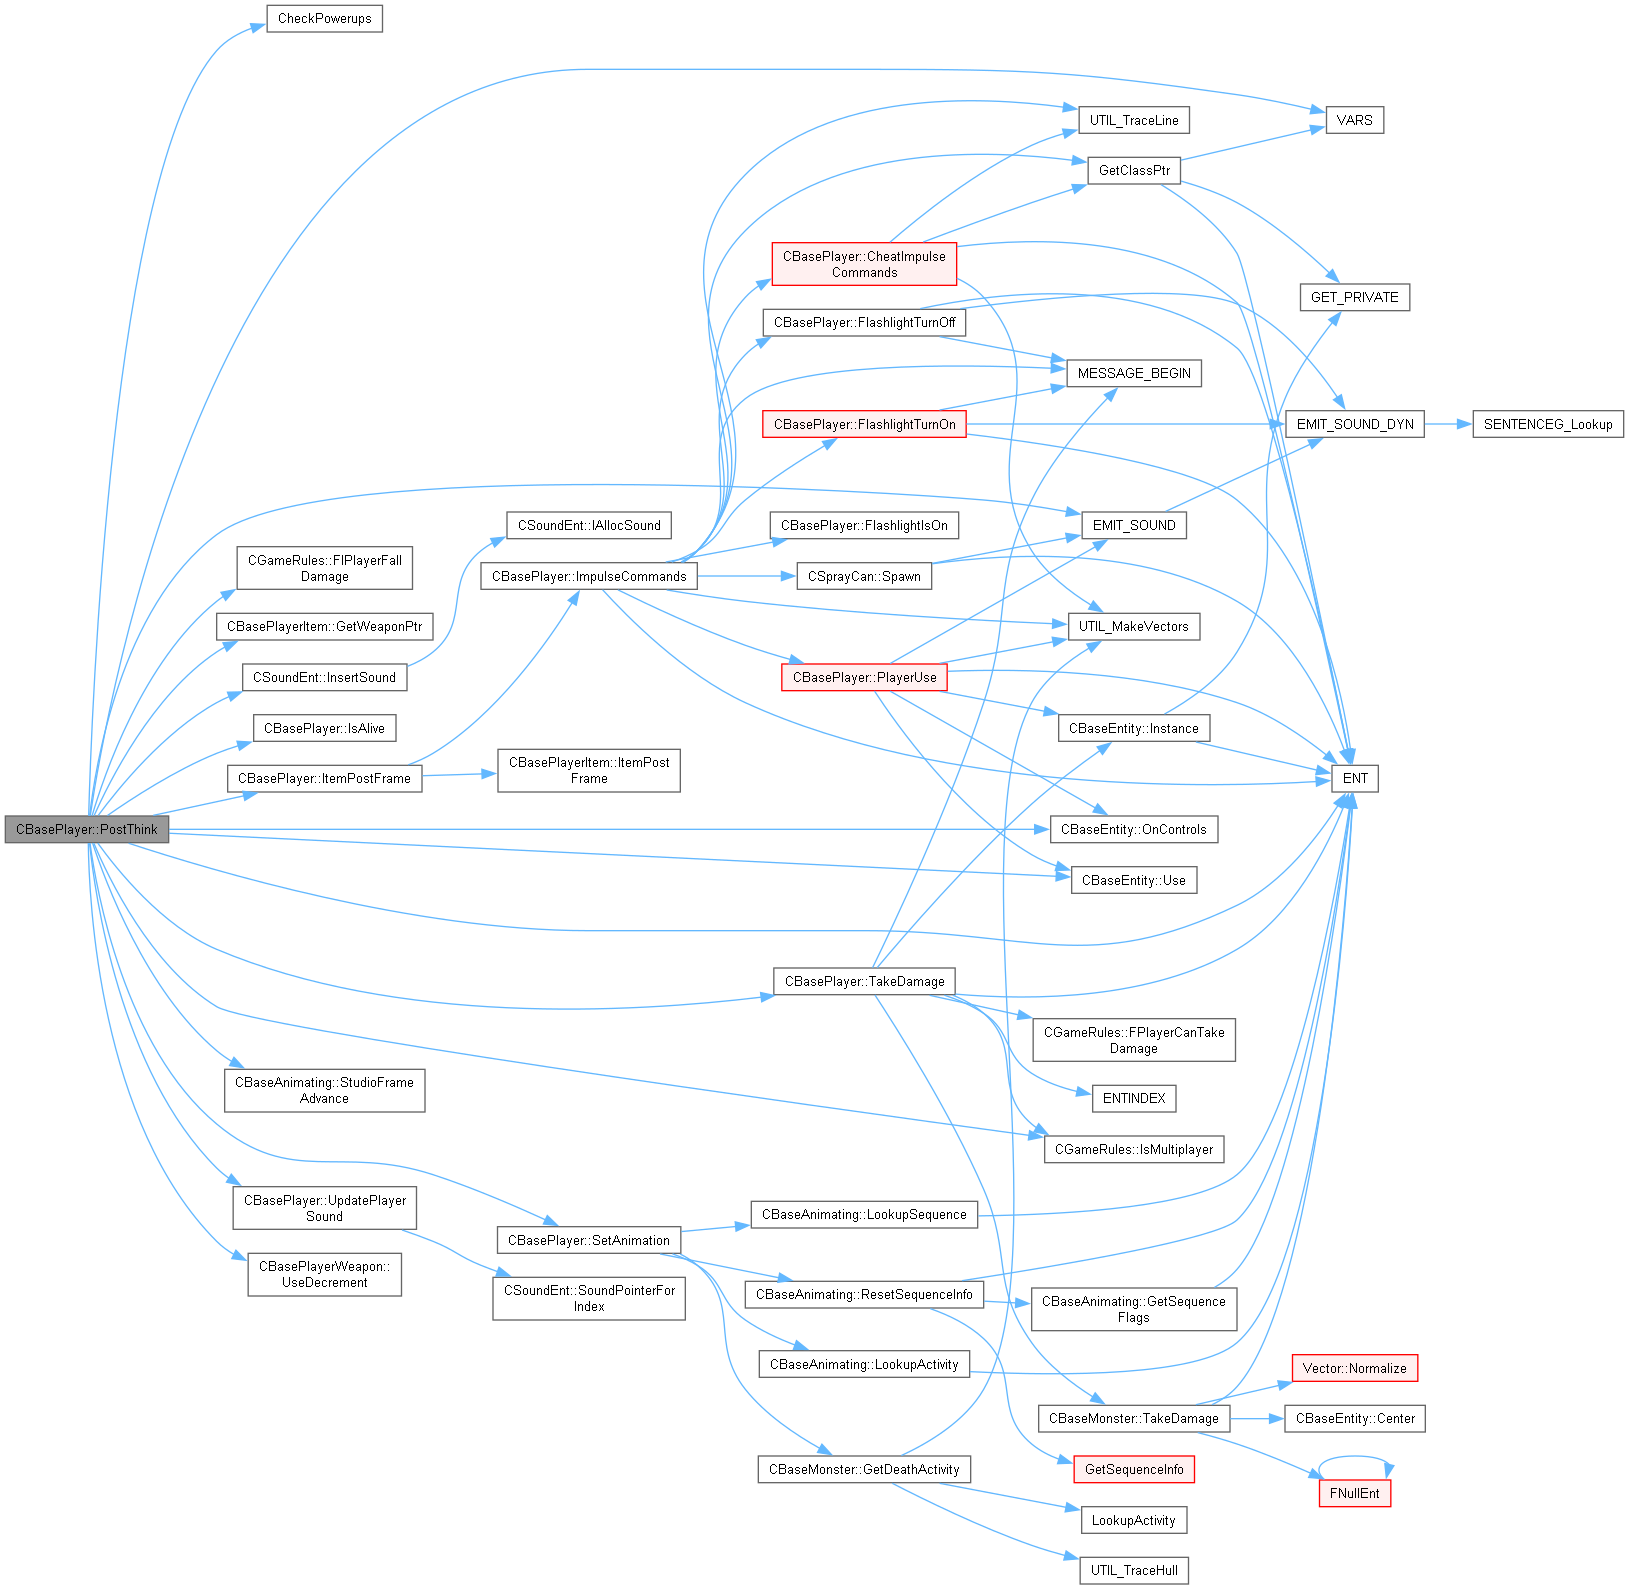 CheckPowerups
VARS
UTIL_TraceLine
GetClassPtr
CBasePlayer::CheatImpulse
Commands
GET_PRIVATE
CBasePlayer::FlashlightTurnOff
MESSAGE_BEGIN
CBasePlayer::FlashlightTurnOn
EMIT_SOUND_DYN
SENTENCEG_Lookup
CSoundEnt::IAllocSound
CBasePlayer::FlashlightIsOn
EMIT_SOUND
CGameRules::FlPlayerFall
Damage
CBasePlayer::ImpulseCommands
CSprayCan::Spawn
CBasePlayerItem::GetWeaponPtr
UTIL_MakeVectors
CSoundEnt::InsertSound
CBasePlayer::PlayerUse
CBasePlayer::IsAlive
CBaseEntity::Instance
CBasePlayer::ItemPostFrame
CBasePlayerItem::ItemPost
Frame
ENT
CBasePlayer::PostThink
CBaseEntity::OnControls
CBaseEntity::Use
CBasePlayer::TakeDamage
CGameRules::FPlayerCanTake
Damage
CBaseAnimating::StudioFrame
Advance
ENTINDEX
CGameRules::IsMultiplayer
CBasePlayer::UpdatePlayer
Sound
CBasePlayer::SetAnimation
CBaseAnimating::LookupSequence
CBasePlayerWeapon::
UseDecrement
CSoundEnt::SoundPointerFor
Index
CBaseAnimating::ResetSequenceInfo
CBaseAnimating::GetSequence
Flags
CBaseAnimating::LookupActivity
Vector::Normalize
CBaseMonster::TakeDamage
CBaseEntity::Center
CBaseMonster::GetDeathActivity
GetSequenceInfo
FNullEnt
LookupActivity
UTIL_TraceHull